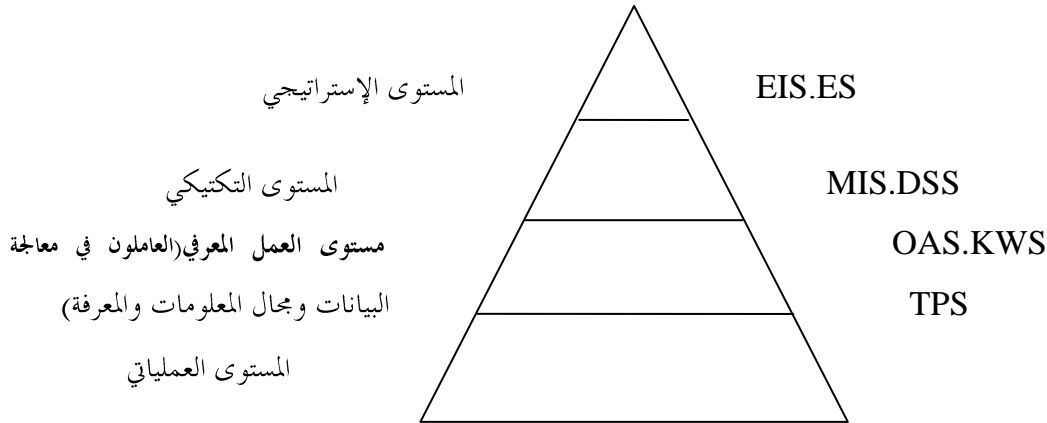 المستوى الإستراتيجي
EIS.ES
المستوى التكتيكي
MIS.DSS
مستوى العمل المعرفي(العاملون في معالجة
OAS.KWS
البيانات ومجال المعلومات والمعرفة)
TPS
المستوى العملياتي